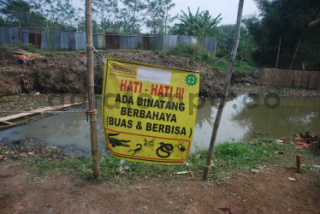 HATI - HATI !!!
ADA BINATANG
BERBAHAYA
(BUAS & BERBISA)